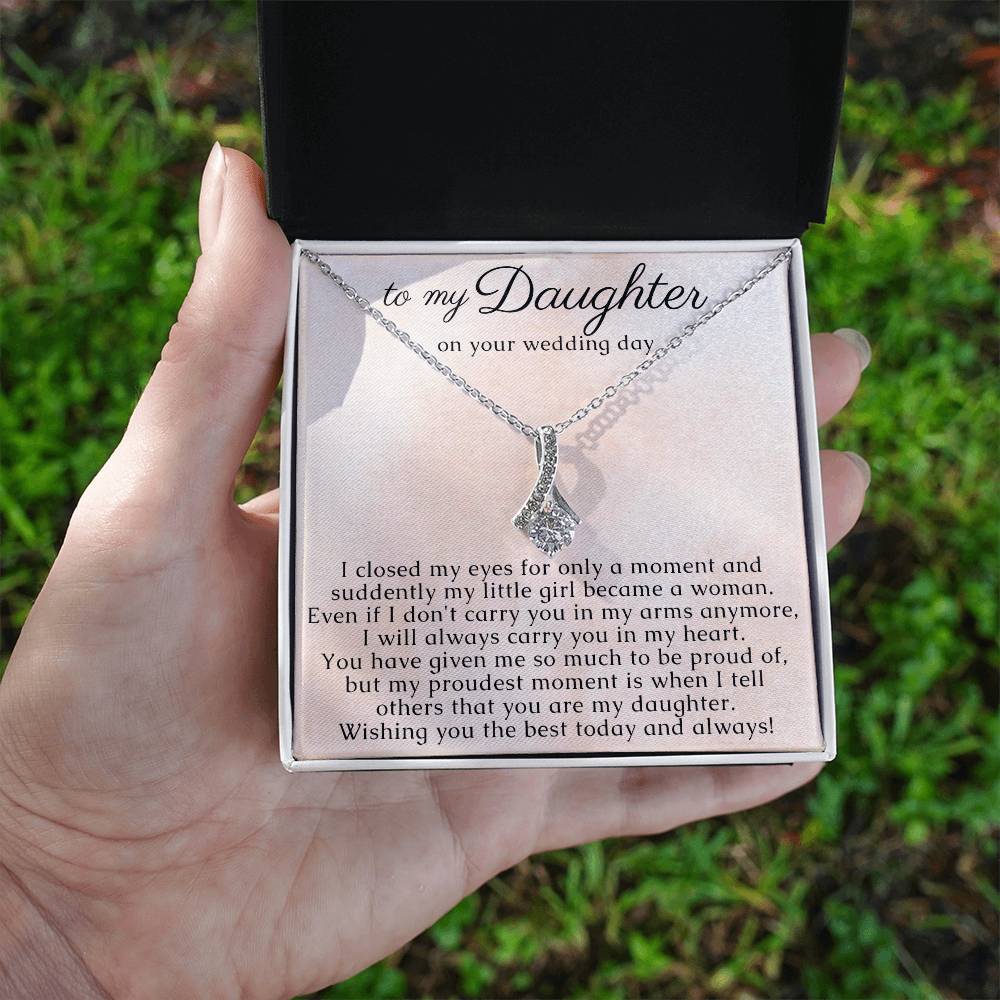 to my Daughter
on your wedding day
I closed my eyes for only a moment and
suddently my little girl became a woman.
Even if I don't carry you in my arms anymore,
I will always carry you in my heart.
You have given me so much to be proud of,
but my proudest moment is when I tell
others that you are my daughter.
Wishing you the best today and always!